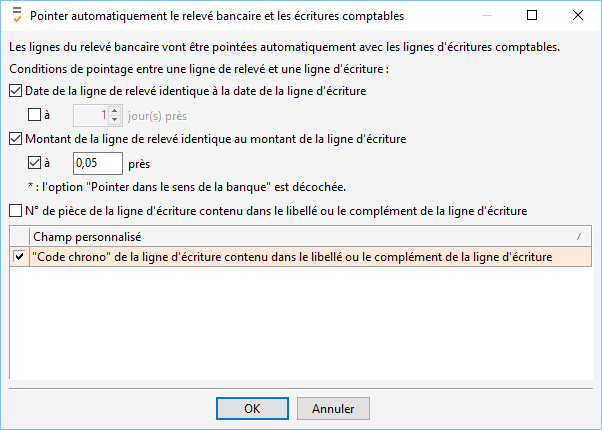 Pointer automatiquement le relevé bancaire et les écritures comptables
Les lignes du relevé bancaire vont être pointées automatiquement avec les lignes d'écritures comptables.
Conditions de pointage entre une ligne de relevé et une ligne d'écriture :
Date de la ligne de relevé identique à la date de la ligne d'écriture
à 1 jour(s) près
Montant de la ligne de relevé identique au montant de la ligne d'écriture
à 0,05 près
* : l'option "Pointer dans le sens de la banque" est décochée.
N° de pièce de la ligne d'écriture contenu dans le libellé ou le complément de la ligne d'écriture
Champ personnalisé
"Code chrono" de la ligne d'écriture contenu dans le libellé ou le complément de la ligne d'écriture
OK Annuler